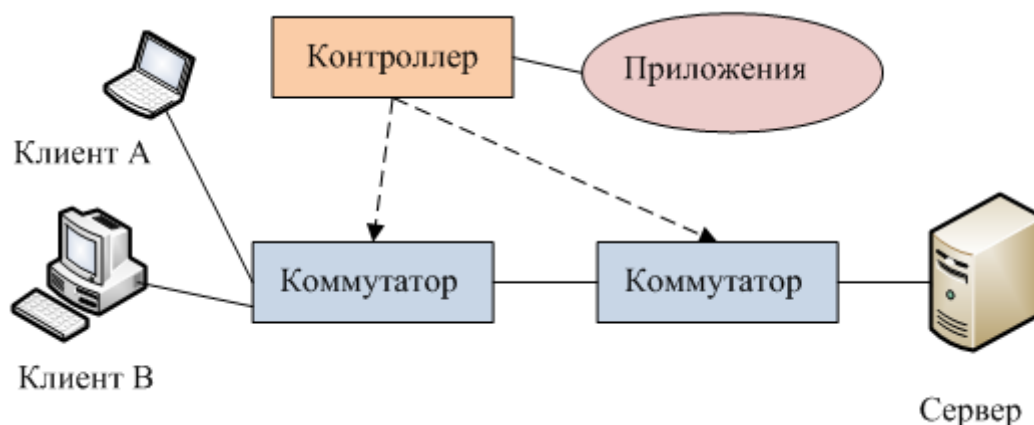 Контроллер
Приложения
Клиент А
Коммутатор
Коммутатор
Клиент В
Сервер